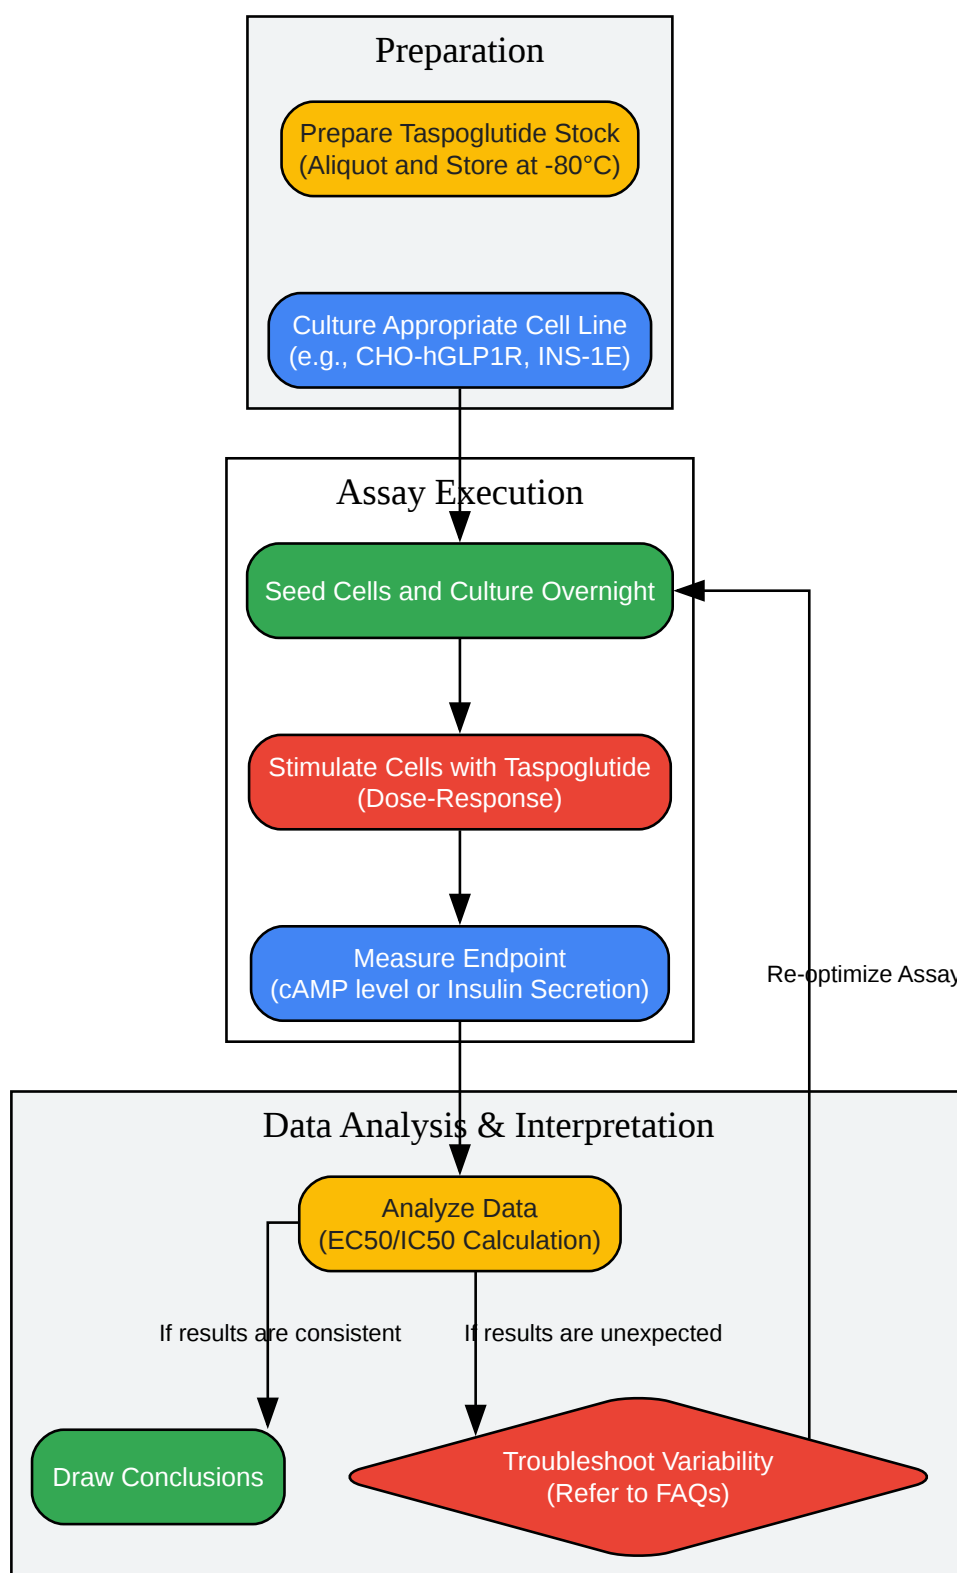 Preparation
Prepare Taspoglutide Stock
(Aliquot and Store at -80°C)
Culture Appropriate Cell Line
(e.g., CHO-hGLP1R, INS-1E)
Assay Execution
Seed Cells and Culture Overnight
Stimulate Cells with Taspoglutide
(Dose-Response)
Measure Endpoint
(cAMP level or Insulin Secretion)
Re-optimize Assay
Data Analysis & Interpretation
Analyze Data
(EC50/IC50 Calculation)
If results are consistent
If results are unexpected
Draw Conclusions
Troubleshoot Variability
(Refer to FAQs)